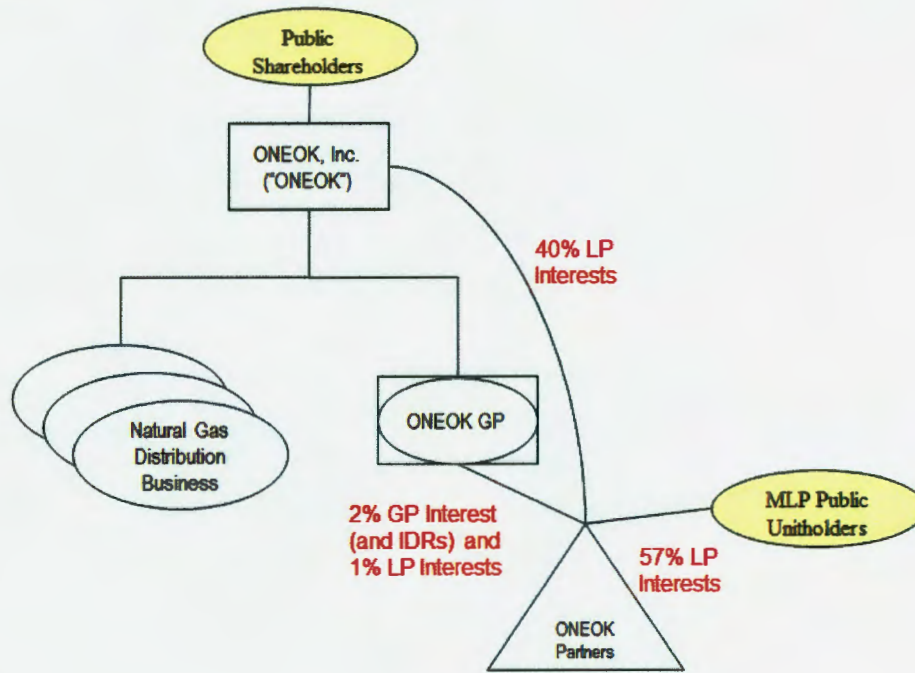 Public
Shareholders
ONEOK, Inc.
("ONEOK")
40% LP
Interests
Natural Gas
Distribution
Business
ONEOK GP
2% GP Interest
(and IDRs) and
1% LP Interests
MLP Public
Unitholders
57% LP
Interests
ONEOK
Partners